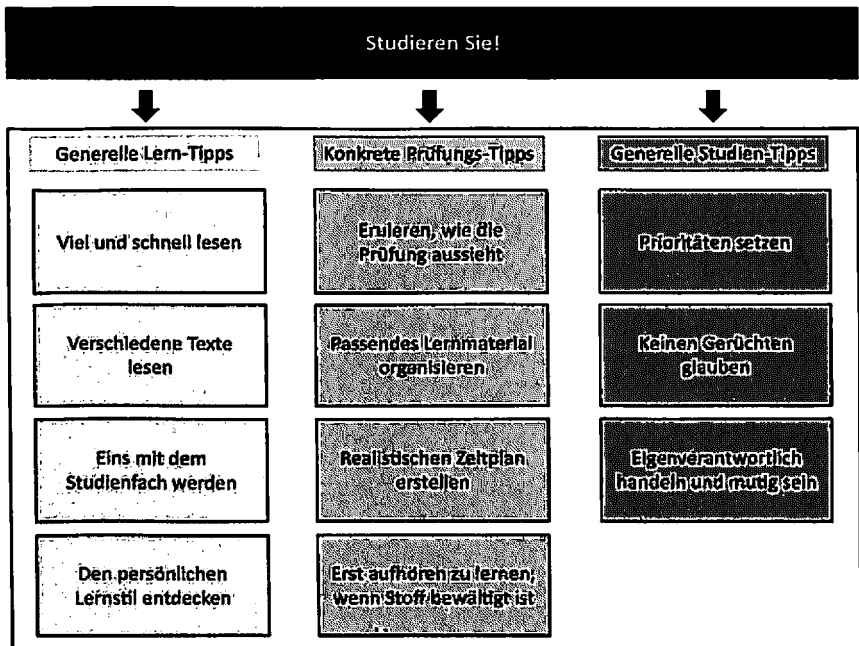 Studieren Sie!
Generelle Lern-Tipps
Viel und schnell lesen
Verschiedene Texte
lesen
Eins mit dem
Studienfach werden
Den persönlichen
Lernstil entdecken
Konkrete Prüfungs-Tipps
Eruieren, wie die
Prüfung aussieht
Passendes Lernmaterial
organisieren
Realistischen Zeitplan
erstellen
Erst aufhören zu lernen,
wenn Stoff bewältigt ist
Generelle Studien-Tipps
Prioritäten setzen
Keinen Gerüchten
glauben
Eigenverantwortlich
handeln und mutig sein